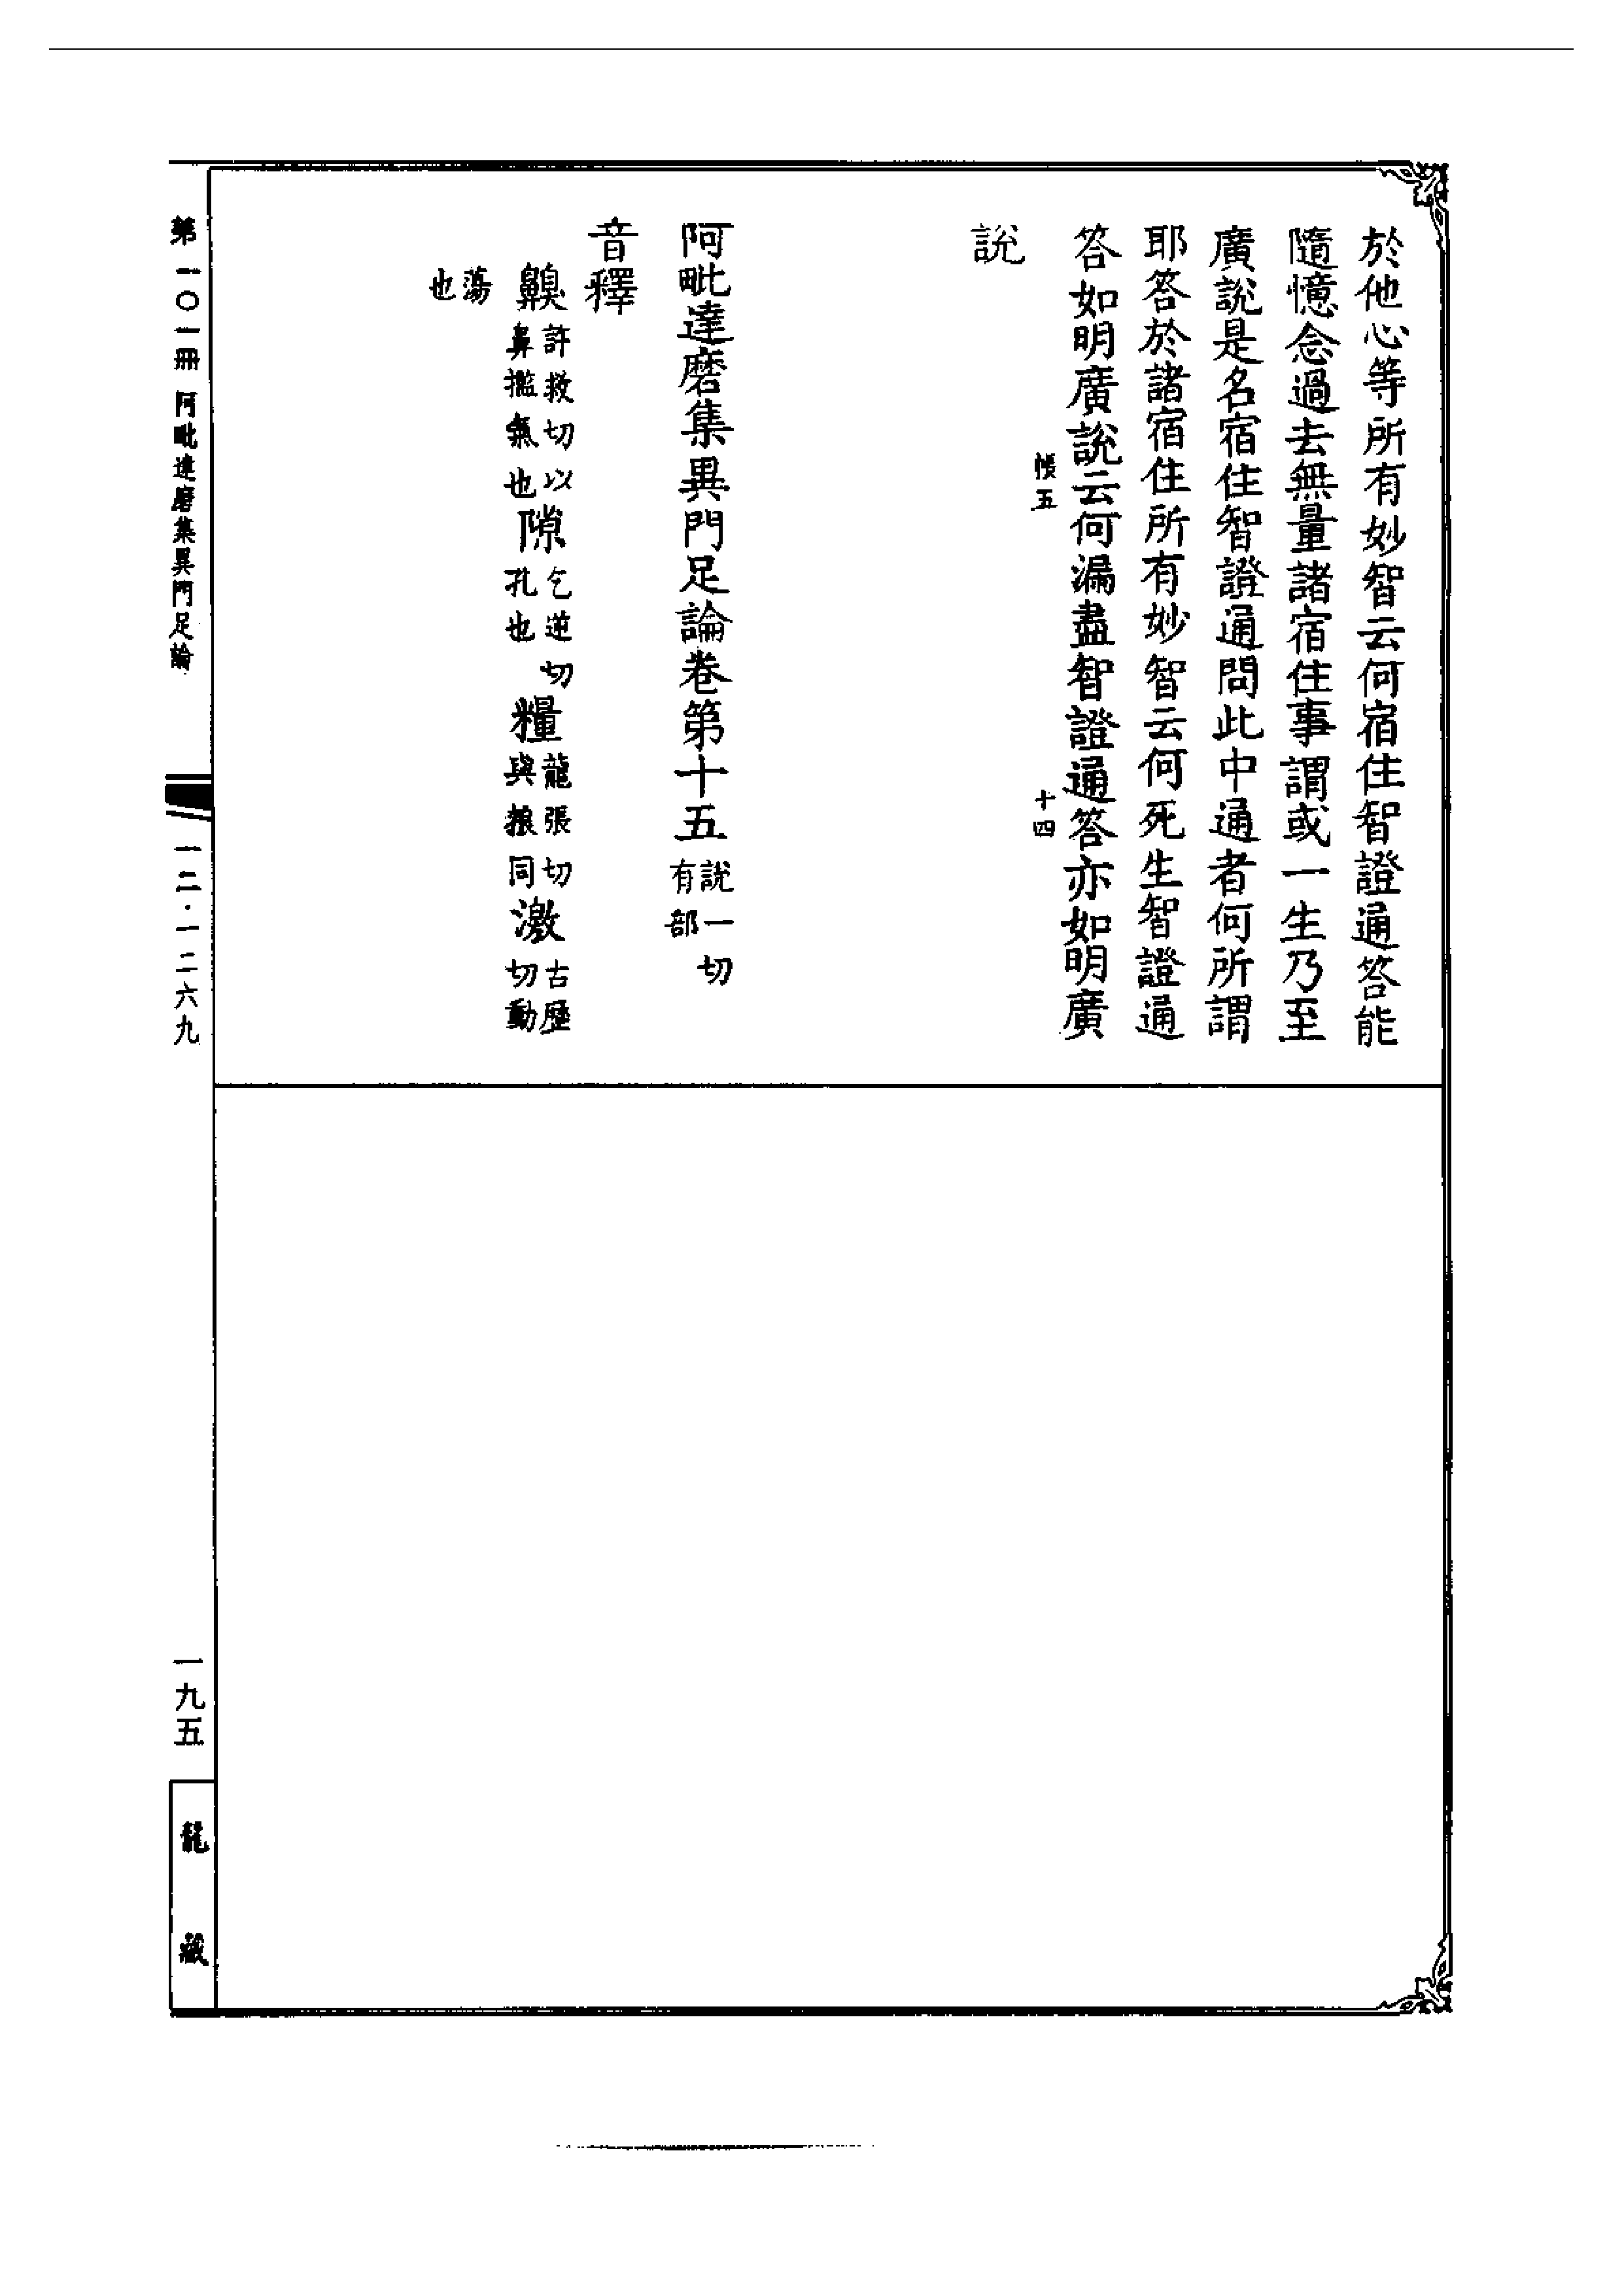 於他心等所有妙智云何宿住智證通答能
隨憶念過去無量諸宿住事謂或一生乃至
廣說是名宿住智證通問此中通者何所謂
耶答於諸宿住所有妙智云何死生智證通
答如明廣說云何漏盡智證通答亦如明廣
帳五 十四
說
阿毗達磨集異門足論卷第十五 說一切有部
音釋
齅 許救切以鼻攬氣也 隙 乞逆切孔也 糧 龍張切與粮同 激 古歷切動
蕩也
第一〇一冊 阿毗達磨集異門足論
一二·一二六九
一九五
龍藏